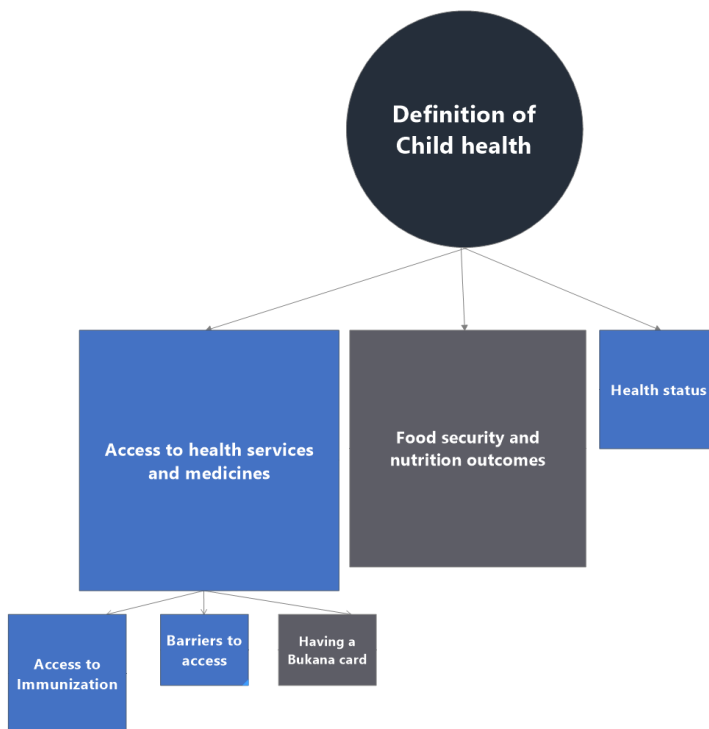 Definition of
Child health
Access to health services
and medicines
Food security and
nutrition outcomes
Health status
Access to
Immunization
Barriers to
access
Having a
Bukana card